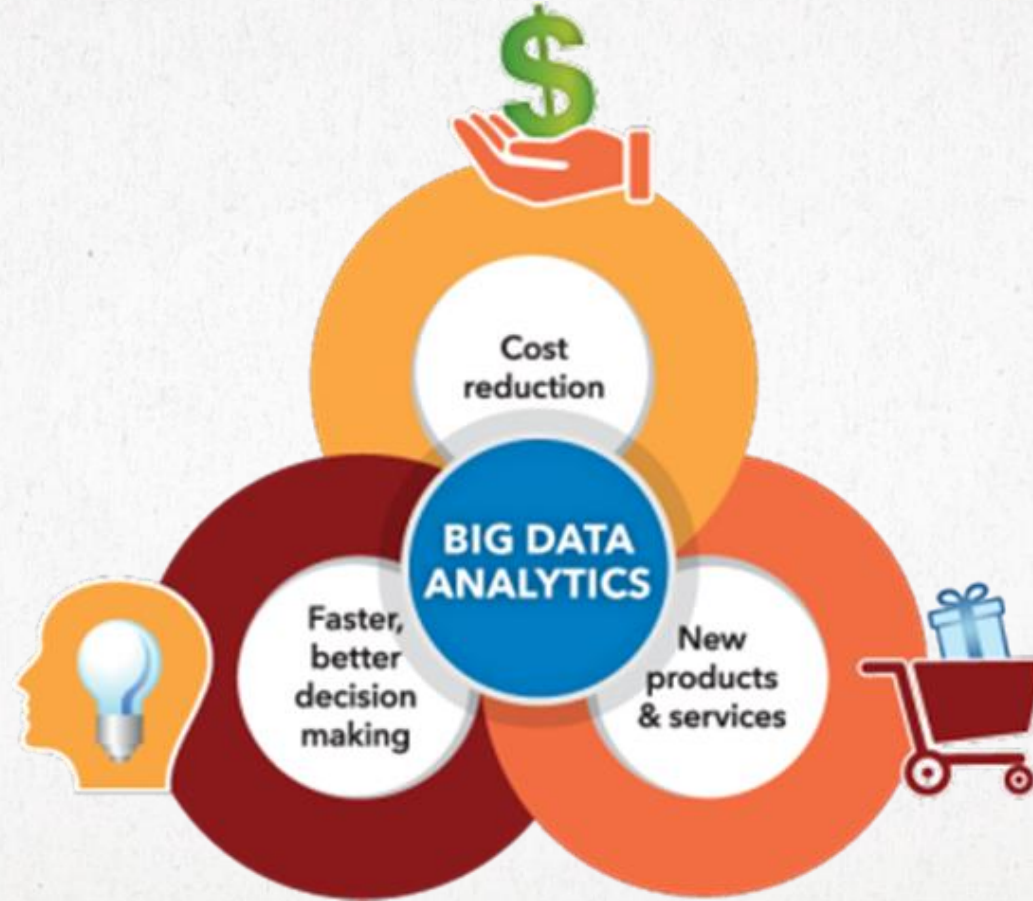 Cost
reduction
BIG DATA
ANALYTICS
Faster,
better
decision
making
New
products
& services